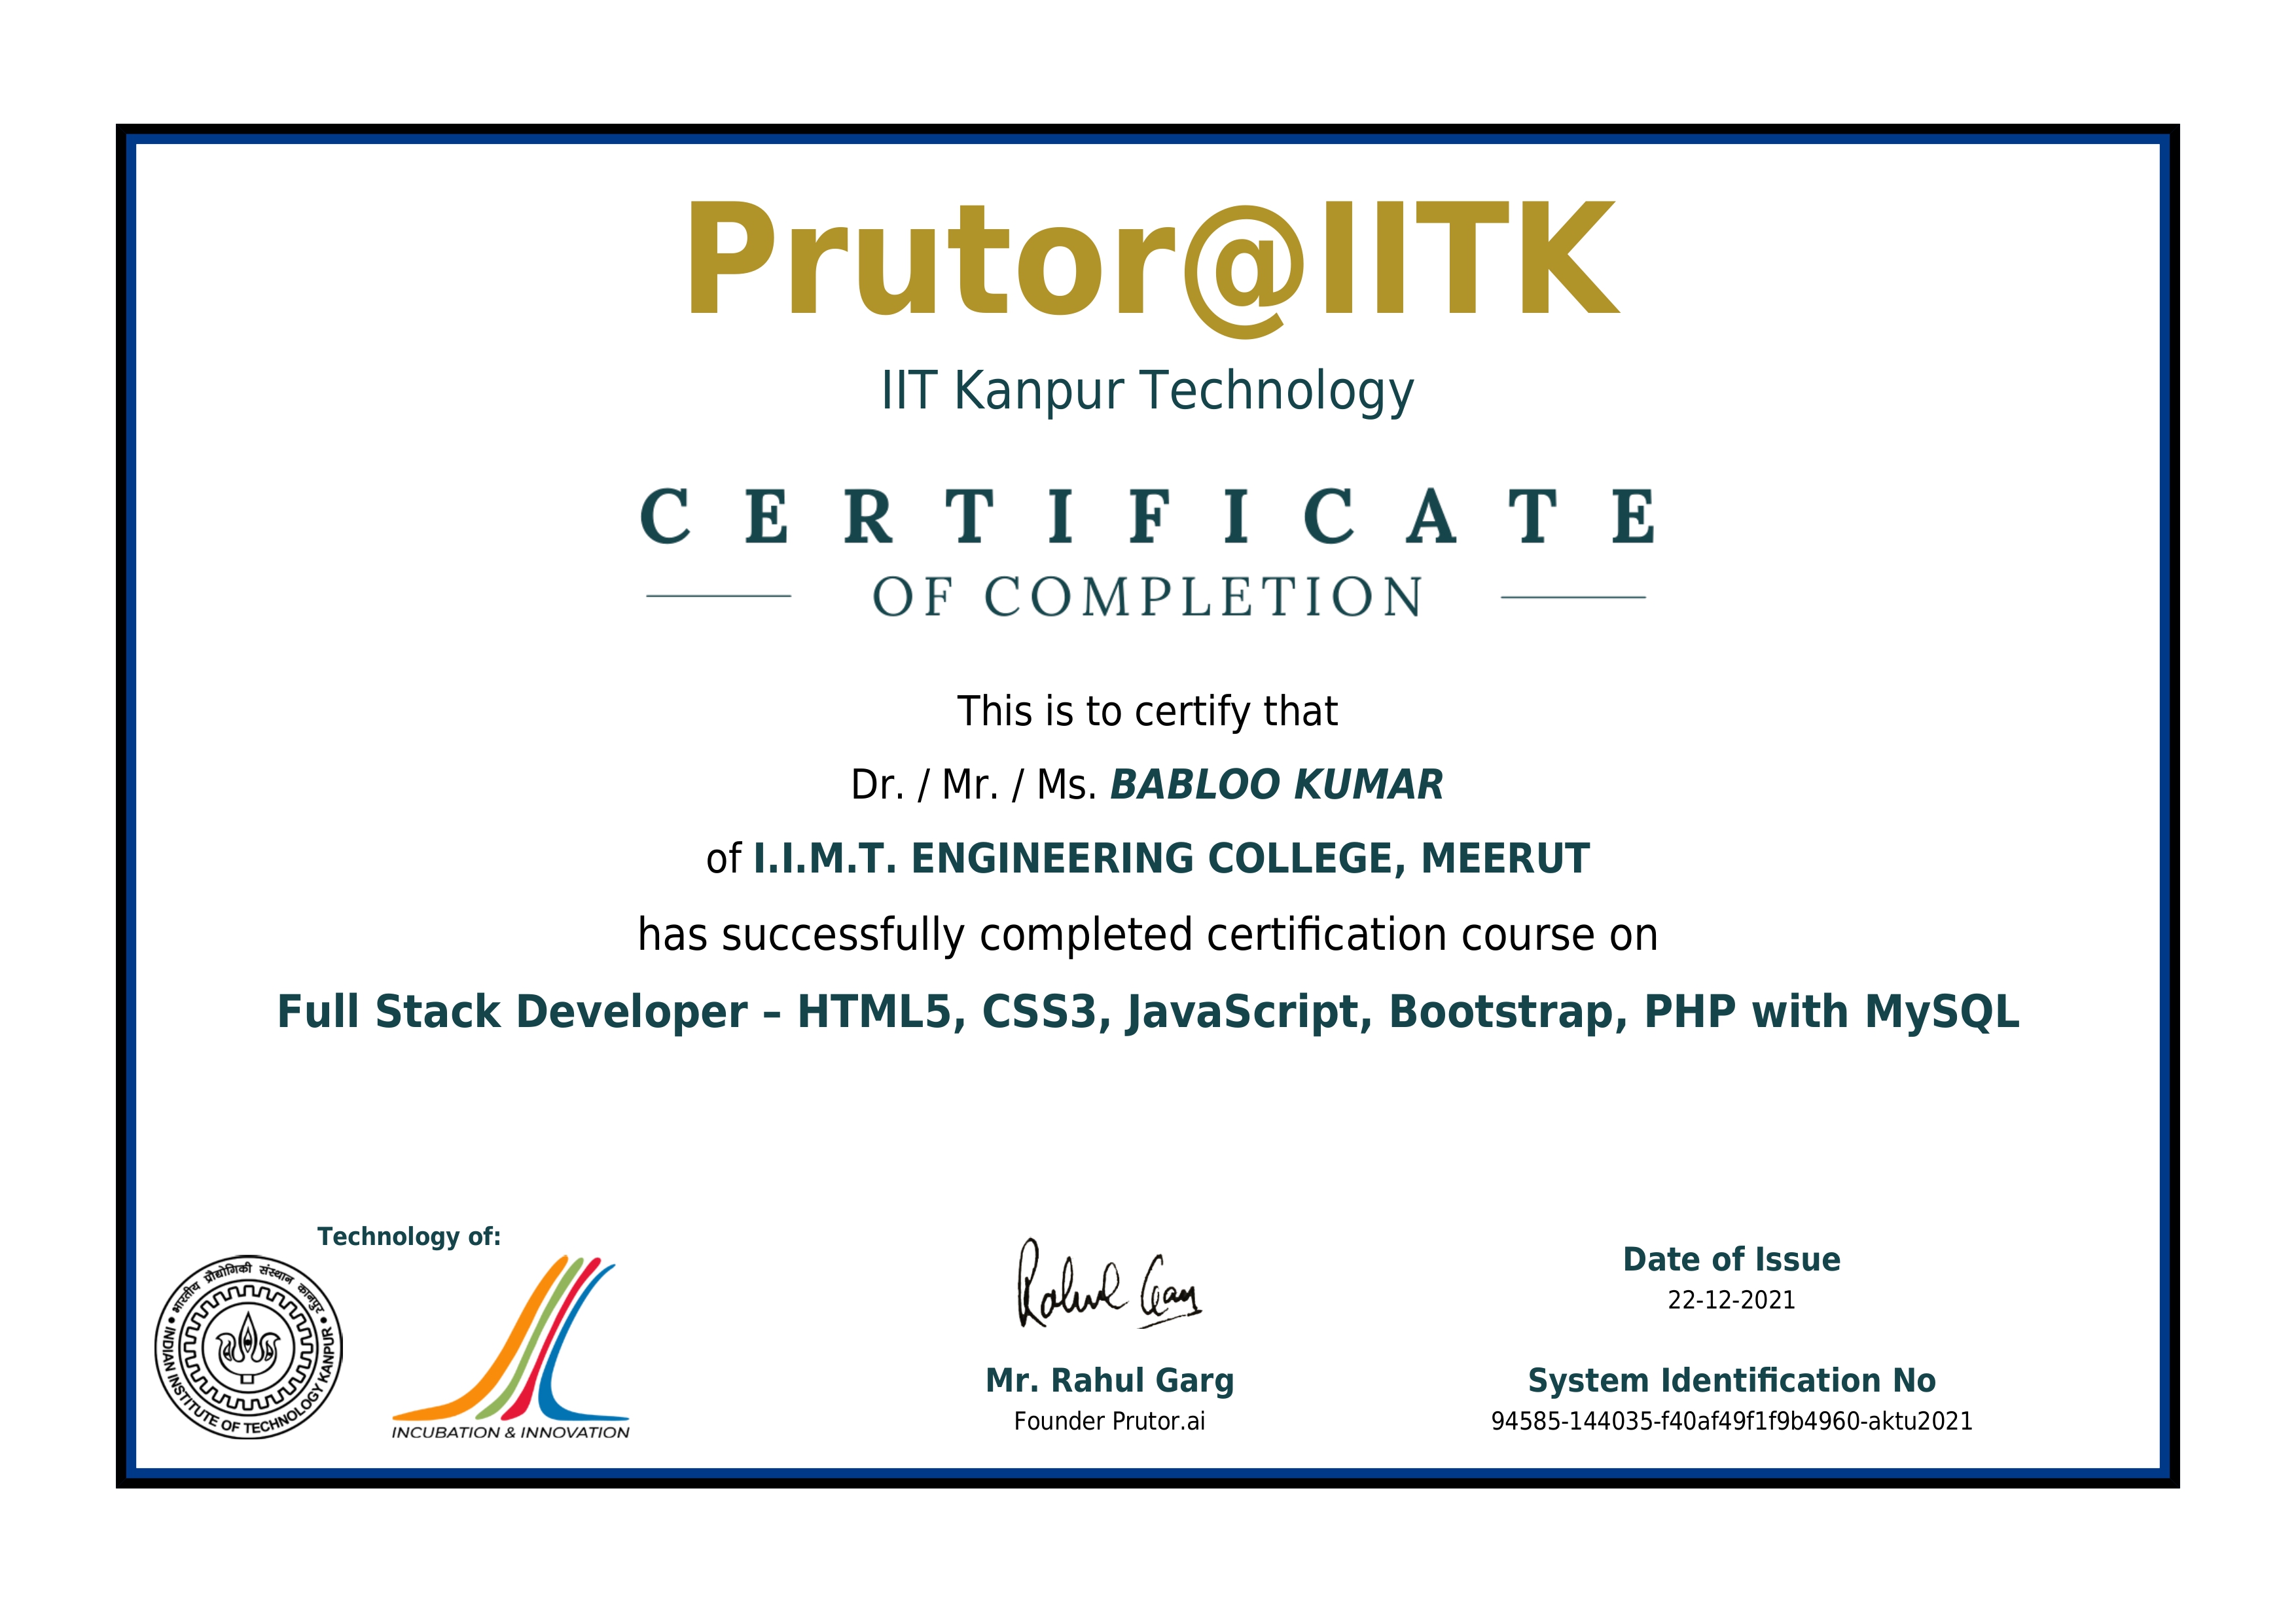 Prutor@IITK
IIT Kanpur Technology
CERTIFICATE
OF COMPLETION
This is to certify that
Dr. / Mr. / Ms. BABLOO KUMAR
of I.I.M.T. ENGINEERING COLLEGE, MEERUT
has successfully completed certification course on
Full Stack Developer – HTML5, CSS3, JavaScript, Bootstrap, PHP with MySQL
Technology of:
भारतीय प्रौद्योगिकी संस्थान कानपुर
INDIAN INSTITUTE OF TECHNOLOGY KANPUR
INCUBATION & INNOVATION
Rahul Garg
Mr. Rahul Garg
Founder Prutor.ai
Date of Issue
22-12-2021
System Identification No
94585-144035-f40af49f1f9b4960-aktu2021